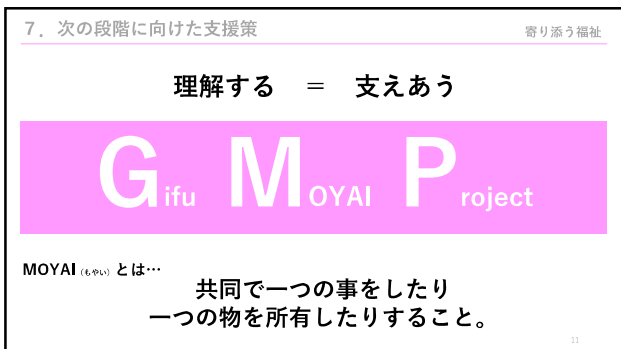 7．次の段階に向けた支援策
寄り添う福祉
理解する ＝ 支えあう
Gifu MOYAI Project
MOYAI（もやい）とは…
共同で一つの事をしたり
一つの物を所有したりすること。
11